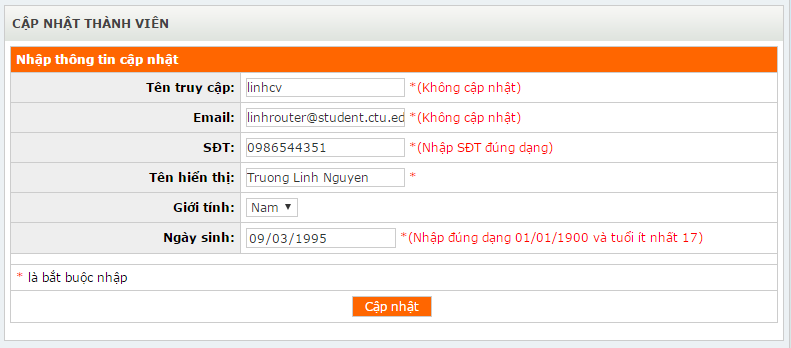 CẬP NHẬT THÀNH VIÊN
Nhập thông tin cập nhật
Tên truy cập: linhcv *(Không cập nhật)
Email: linhrouter@student.ctu.ed *(Không cập nhật)
SĐT: 0986544351 *(Nhập SĐT đúng dạng)
Tên hiển thị: Truong Linh Nguyen *
Giới tính: Nam ▼
Ngày sinh: 09/03/1995 *(Nhập đúng dạng 01/01/1900 và tuổi ít nhất 17)
* là bắt buộc nhập
Cập nhật